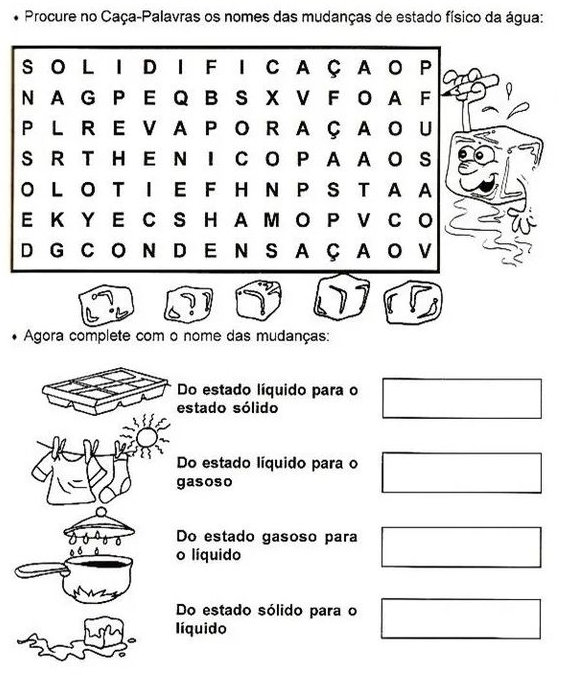 • Procure no Caça-Palavras os nomes das mudanças de estado físico da água:
S O L I D I F I C A Ç A O P
N A G P E Q B S X V F O A F
P L R E V A P O R A Ç A O U
S R T H E N I C O P A A O S
O L O T I E F H N P S T A A
E K Y E C S H A M O P V C O
D G C O N D E N S A Ç A O V
• Agora complete com o nome das mudanças:
Do estado líquido para o
estado sólido
Do estado líquido para o
gasoso
Do estado gasoso para
o líquido
Do estado sólido para o
líquido